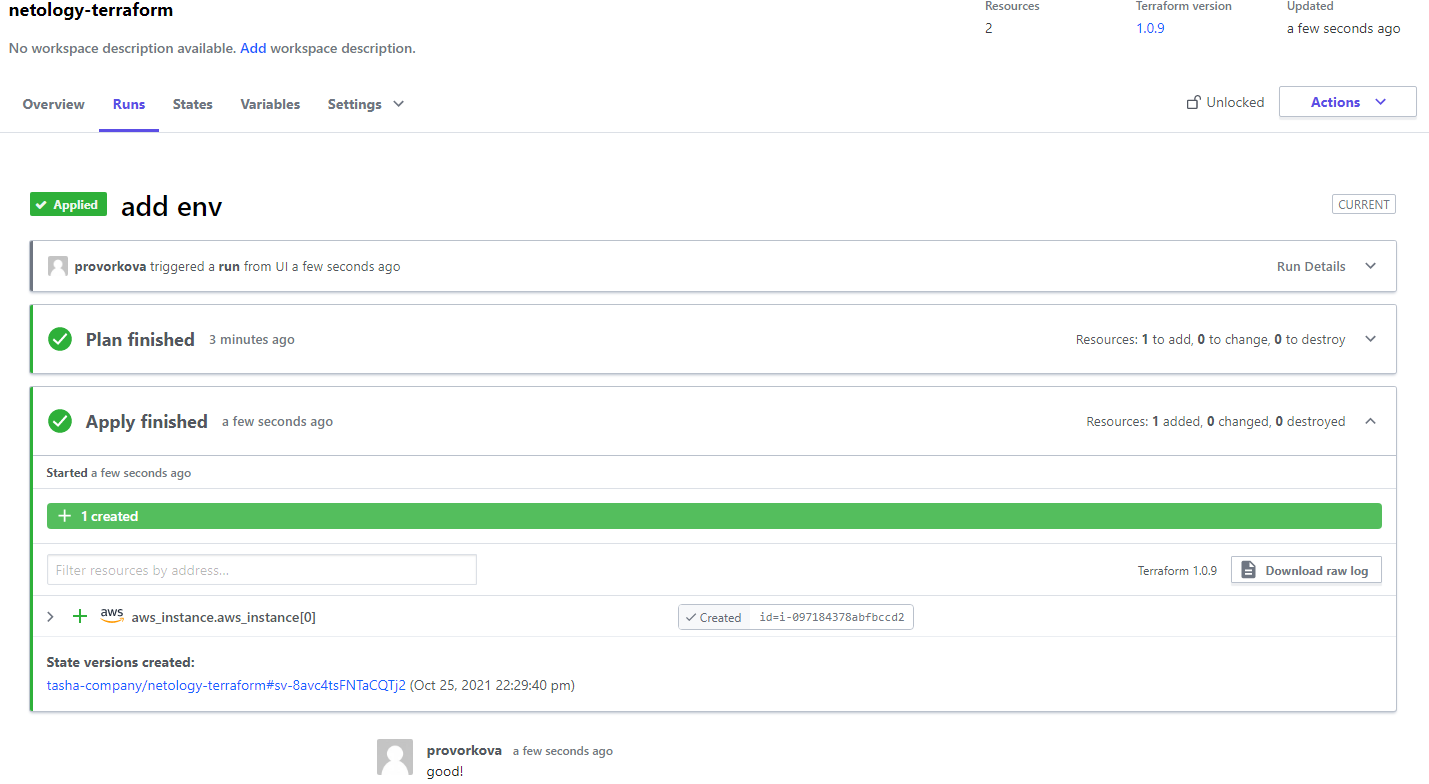 netology-terraform
Resources
Terraform version
Updated
2
1.0.9
a few seconds ago
No workspace description available. Add workspace description.
Overview
Runs
States
Variables
Settings
Unlocked
Actions
Applied
add env
CURRENT
provorkova triggered a run from UI a few seconds ago
Run Details
Plan finished 3 minutes ago
Resources: 1 to add, 0 to change, 0 to destroy
Apply finished a few seconds ago
Resources: 1 added, 0 changed, 0 destroyed
Started a few seconds ago
+ 1 created
Filter resources by address...
Terraform 1.0.9
Download raw log
+ aws aws_instance.aws_instance[0]
Created id=i-097184378abfbccd2
State versions created:
tasha-company/netology-terraform#sv-8avc4tsFNTaCQTj2 (Oct 25, 2021 22:29:40 pm)
provorkova a few seconds ago
good!